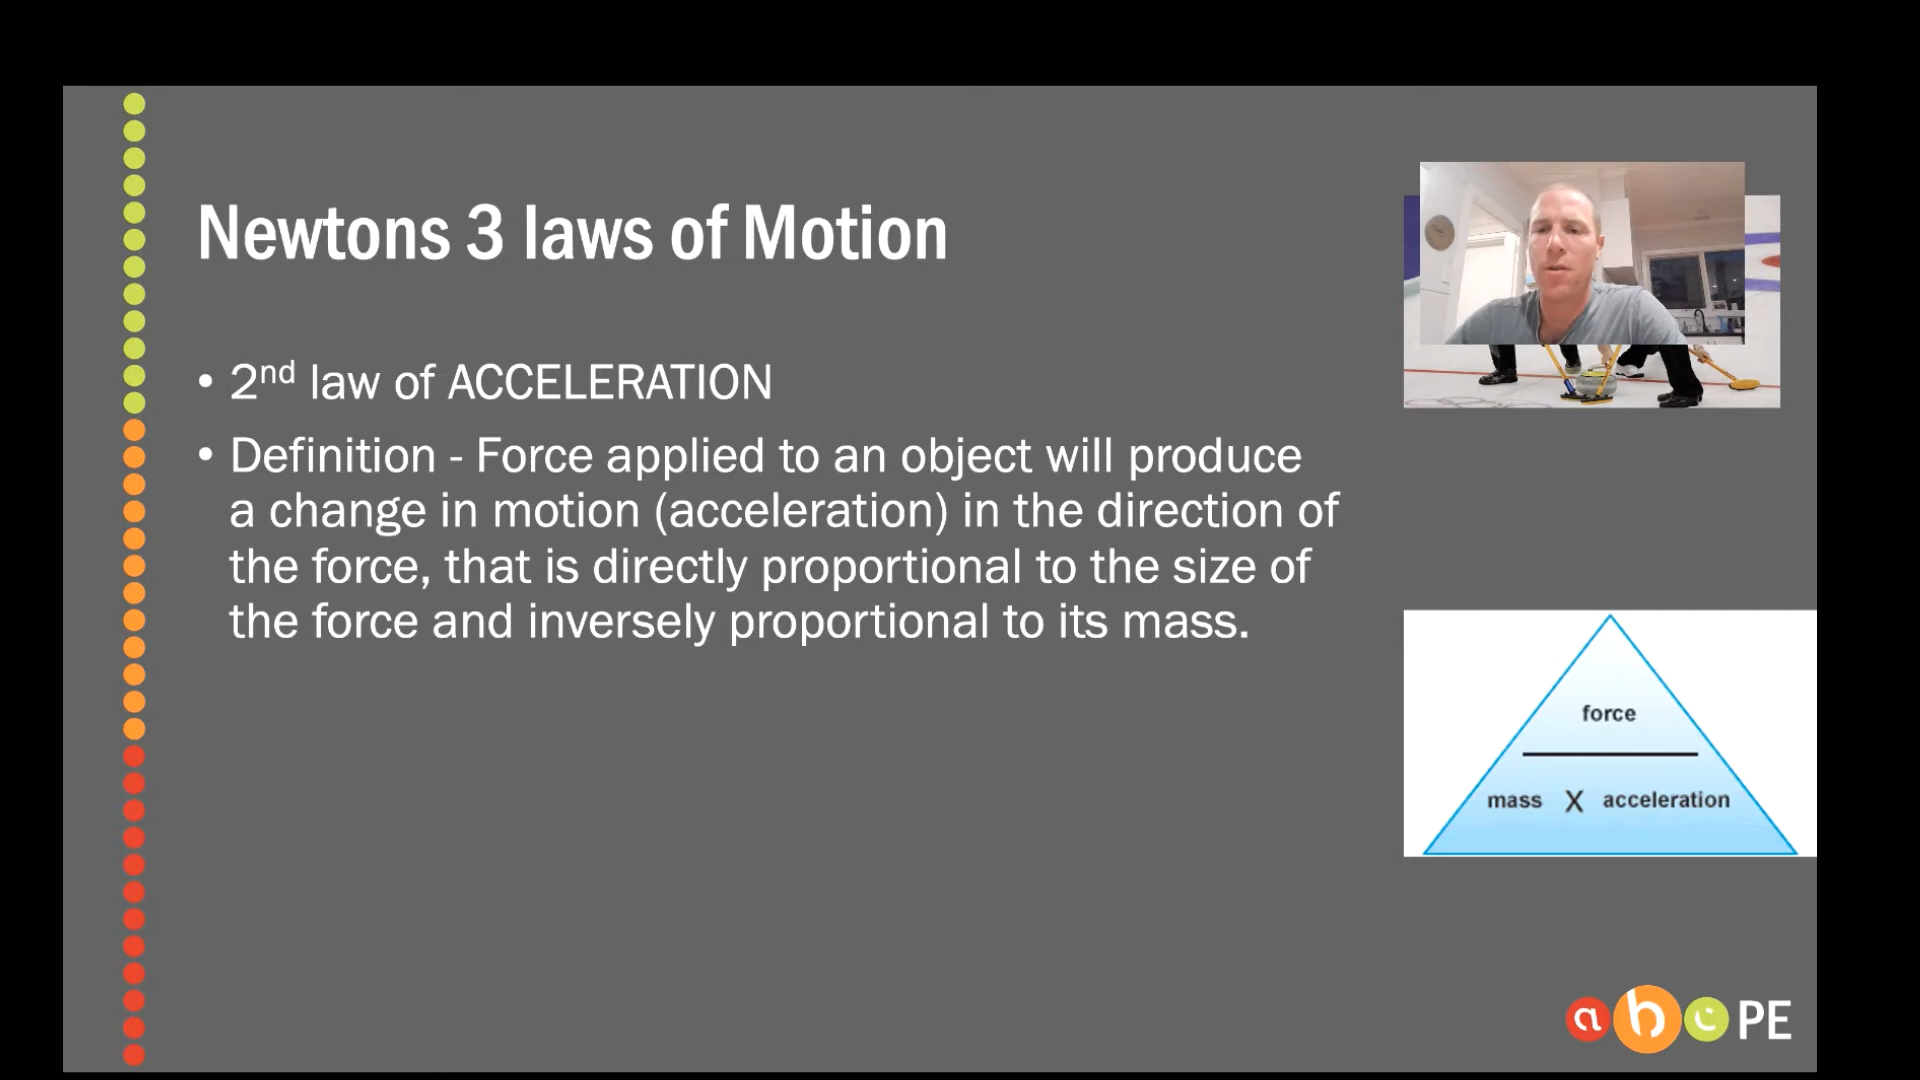 Newtons 3 laws of Motion
• 2nd law of ACCELERATION
• Definition - Force applied to an object will produce
a change in motion (acceleration) in the direction of
the force, that is directly proportional to the size of
the force and inversely proportional to its mass.
force
mass X acceleration
abc PE